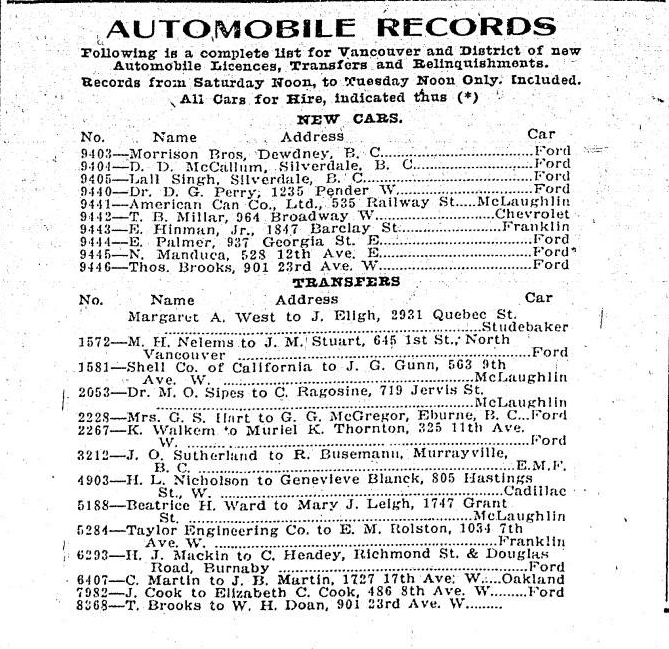 AUTOMOBILE RECORDS
Following is a complete list for Vancouver and District of new
Automobile Licences, Transfers and Relinquishments.
Records from Saturday Noon, to Tuesday Noon Only. Included.
All Cars for Hire, indicated thus (*)
NEW CARS.
No. Name Address Car
9403—Morrison Bros, Dewdney, B. C.....Ford
9404—D. D. McCallum, Silverdale, B. C.....Ford
9405—Lall Singh, Silverdale, B. C.....Ford
9440—Dr. D. G. Perry, 1235 Pender W.....Ford
9441—American Can Co., Ltd., 535 Railway St.....McLaughlin
9442—T. B. Millar, 964 Broadway W.....Chevrolet
9443—E. Hinman, Jr., 1847 Barclay St.....Franklin
9444—E. Palmer, 937 Georgia St. E.....Ford
9445—N. Manduca, 528 12th Ave. E.....Ford*
9446—Thos. Brooks, 901 23rd Ave. W.....Ford
TRANSFERS
No. Name Address Car
Margaret A. West to J. Eligh, 2931 Quebec St.
.....Studebaker
1572—M. H. Nelems to J. M. Stuart, 645 1st St., North
Vancouver .....Ford
1581—Shell Co. of California to J. G. Gunn, 563 9th
Ave. W. .....McLaughlin
2053—Dr. M. O. Sipes to C. Ragosine, 719 Jervis St.
.....McLaughlin
2228—Mrs. G. S. Hart to G. G. McGregor, Eburne, B. C...Ford
2267—K. Walkem to Muriel K. Thornton, 325 11th Ave.
W. .....Ford
3212—J. O. Sutherland to R. Busemann, Murrayville,
B. C. .....E.M.F.
4903—H. L. Nicholson to Genevieve Blanck, 805 Hastings
St., W. .....Cadillac
5188—Beatrice H. Ward to Mary J. Leigh, 1747 Grant
St. .....McLaughlin
5284—Taylor Engineering Co. to E. M. Rolston, 1034 7th
Ave. W. .....Franklin
6293—H. J. Mackin to C. Headey, Richmond St. & Douglas
Road, Burnaby .....Ford
6407—C. Martin to J. B. Martin, 1727 17th Ave. W.....Oakland
7982—J. Cook to Elizabeth C. Cook, 486 8th Ave. W.....Ford
8368—T. Brooks to W. H. Doan, 901 23rd Ave. W.....